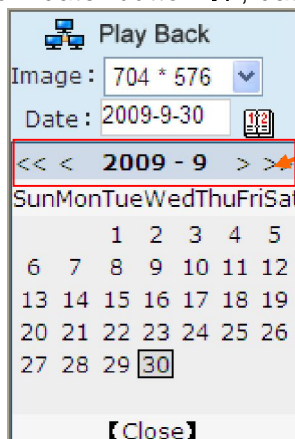 Play Back
Image: 704 * 576
Date: 2009-9-30
<< < 2009 - 9 > >>
SunMonTueWedThuFriSat
1 2 3 4 5
6 7 8 9 10 11 12
13 14 15 16 17 18 19
20 21 22 23 24 25 26
27 28 29 30
【Close】